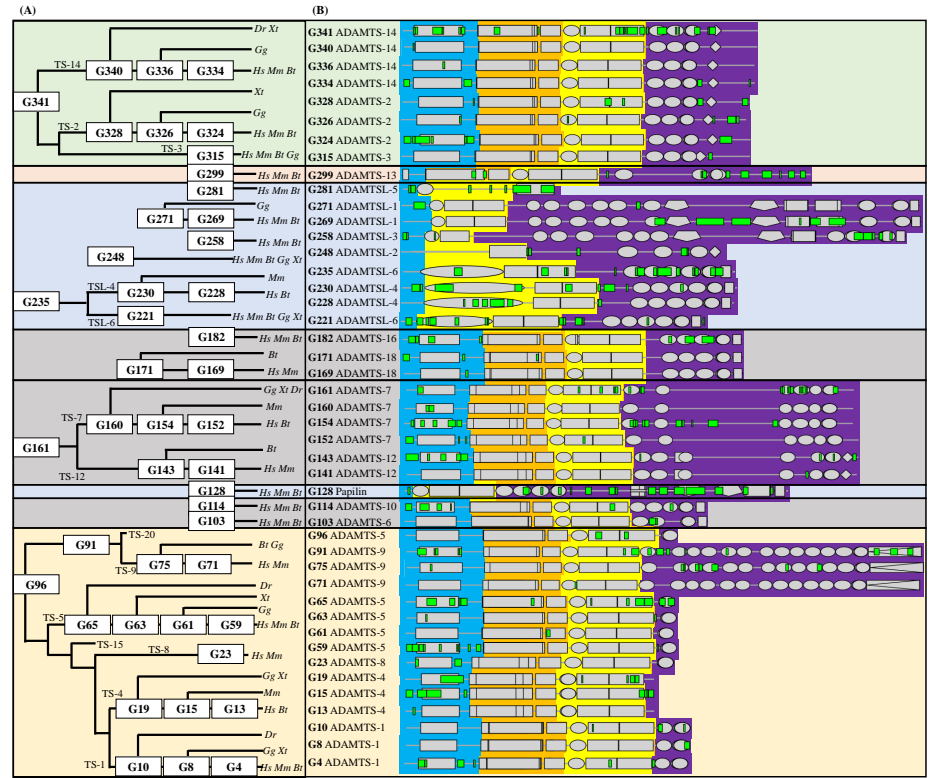 (A)
Dr Xt
Gg
TS-14
G340 G336 G334
Hs Mm Bt
G341
Xt
Gg
TS-2
G328 G326 G324
Hs Mm Bt
TS-3
G315
Hs Mm Bt Gg
G299
Hs Mm Bt
G281
Hs Mm Bt
Gg
G271 G269
Hs Mm Bt
G258
Hs Mm Bt
G248
Hs Mm Bt Gg Xt
Mm
TSL-4
G230 G228
Hs Bt
G235
TSL-6
G221
Hs Mm Bt Gg Xt
G182
Hs Mm Bt
Bt
G171 G169
Hs Mm
Gg Xt Dr
TS-7
Mm
G160 G154 G152
Hs Bt
G161
Bt
TS-12
G143 G141
Hs Mm
G128
Hs Mm Bt
G114
Hs Mm Bt
G103
Hs Mm Bt
TS-20
G91
Bt Gg
TS-9
G75 G71
Hs Mm
G96
Dr
Xt
Gg
TS-5
G65 G63 G61 G59
Hs Mm Bt
TS-15
TS-8
G23
Hs Mm
Gg Xt
TS-4
Mm
G19 G15 G13
Hs Bt
Dr
Gg Xt
TS-1
G10 G8 G4
Hs Mm Bt
(B)
G341 ADAMTS-14
G340 ADAMTS-14
G336 ADAMTS-14
G334 ADAMTS-14
G328 ADAMTS-2
G326 ADAMTS-2
G324 ADAMTS-2
G315 ADAMTS-3
G299 ADAMTS-13
G281 ADAMTSL-5
G271 ADAMTSL-1
G269 ADAMTSL-1
G258 ADAMTSL-3
G248 ADAMTSL-2
G235 ADAMTSL-6
G230 ADAMTSL-4
G228 ADAMTSL-4
G221 ADAMTSL-6
G182 ADAMTS-16
G171 ADAMTS-18
G169 ADAMTS-18
G161 ADAMTS-7
G160 ADAMTS-7
G154 ADAMTS-7
G152 ADAMTS-7
G143 ADAMTS-12
G141 ADAMTS-12
G128 Papilin
G114 ADAMTS-10
G103 ADAMTS-6
G96 ADAMTS-5
G91 ADAMTS-9
G75 ADAMTS-9
G71 ADAMTS-9
G65 ADAMTS-5
G63 ADAMTS-5
G61 ADAMTS-5
G59 ADAMTS-5
G23 ADAMTS-8
G19 ADAMTS-4
G15 ADAMTS-4
G13 ADAMTS-4
G10 ADAMTS-1
G8 ADAMTS-1
G4 ADAMTS-1